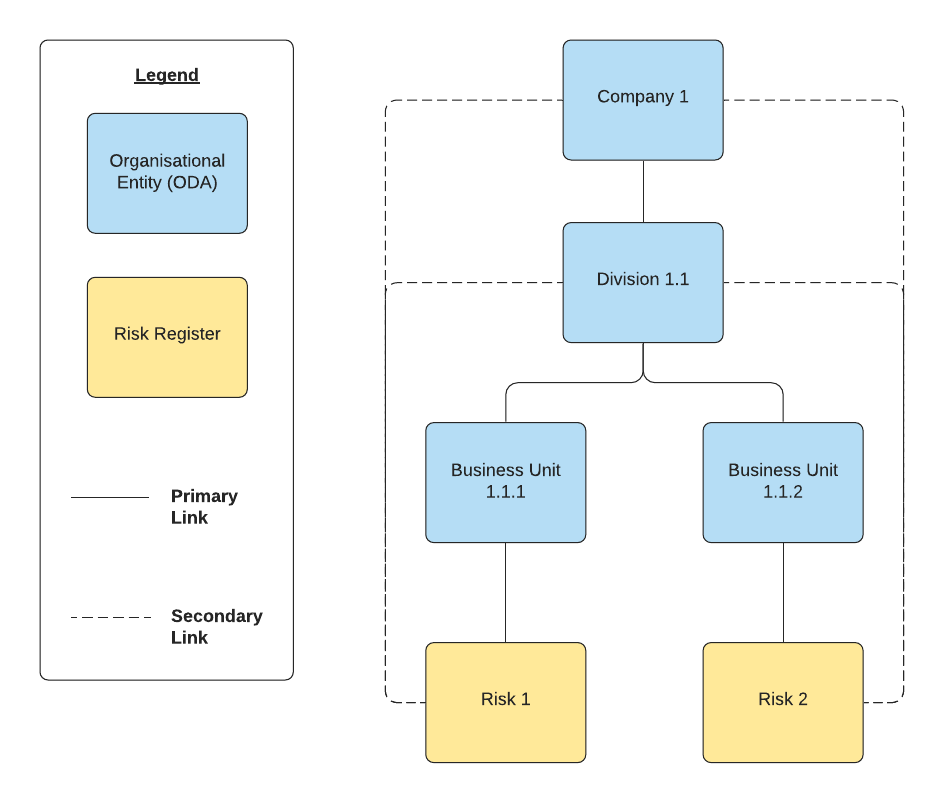 Legend
Organisational
Entity (ODA)
Risk Register
Primary
Link
Secondary
Link
Company 1
Division 1.1
Business Unit
1.1.1
Business Unit
1.1.2
Risk 1
Risk 2